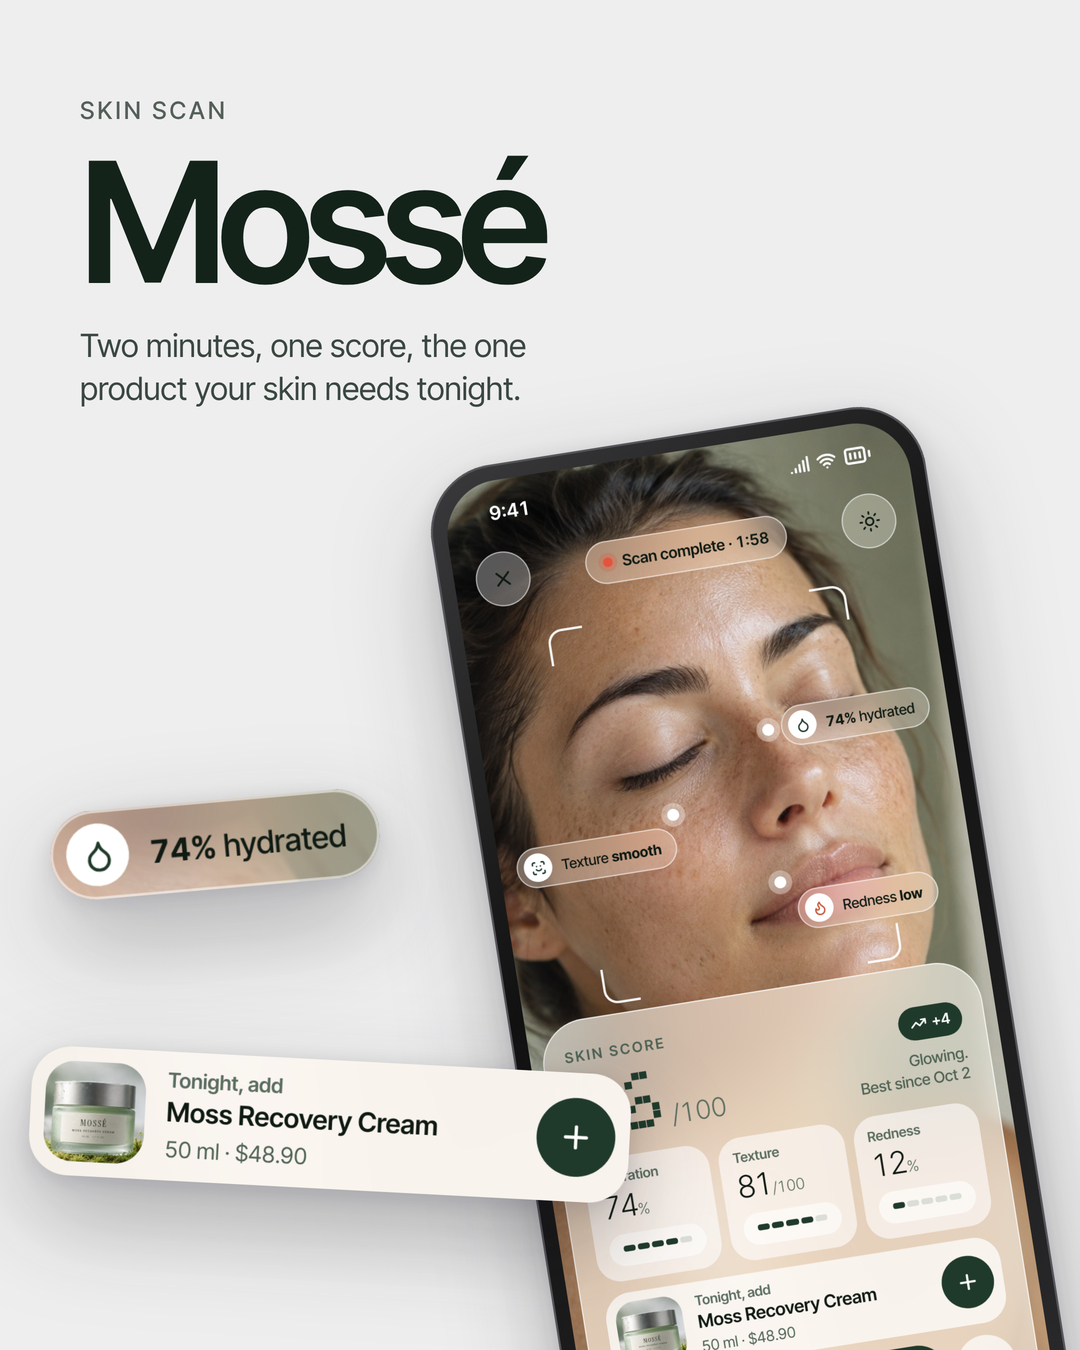 SKIN SCAN
Mossé
Two minutes, one score, the one
product your skin needs tonight.
9:41
Scan complete · 1:58
74% hydrated
Texture smooth
Redness low
74% hydrated
SKIN SCORE
+4
Glowing.
Best since Oct 2
/100
Tonight, add
Moss Recovery Cream
50 ml · $48.90
MOSSÉ
74%
Texture
81/100
Redness
12%
Tonight, add
Moss Recovery Cream
50 ml · $48.90
MOSSÉ